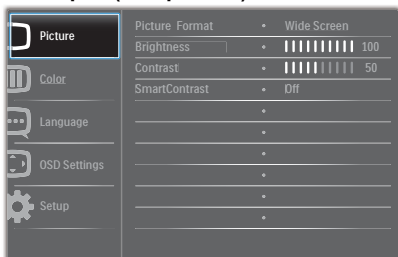 Picture
Color
Language
OSD Settings
Setup
Picture Format • Wide Screen
Brightness • 100
Contrast • 50
SmartContrast • Off
•
•
•
•
•
•